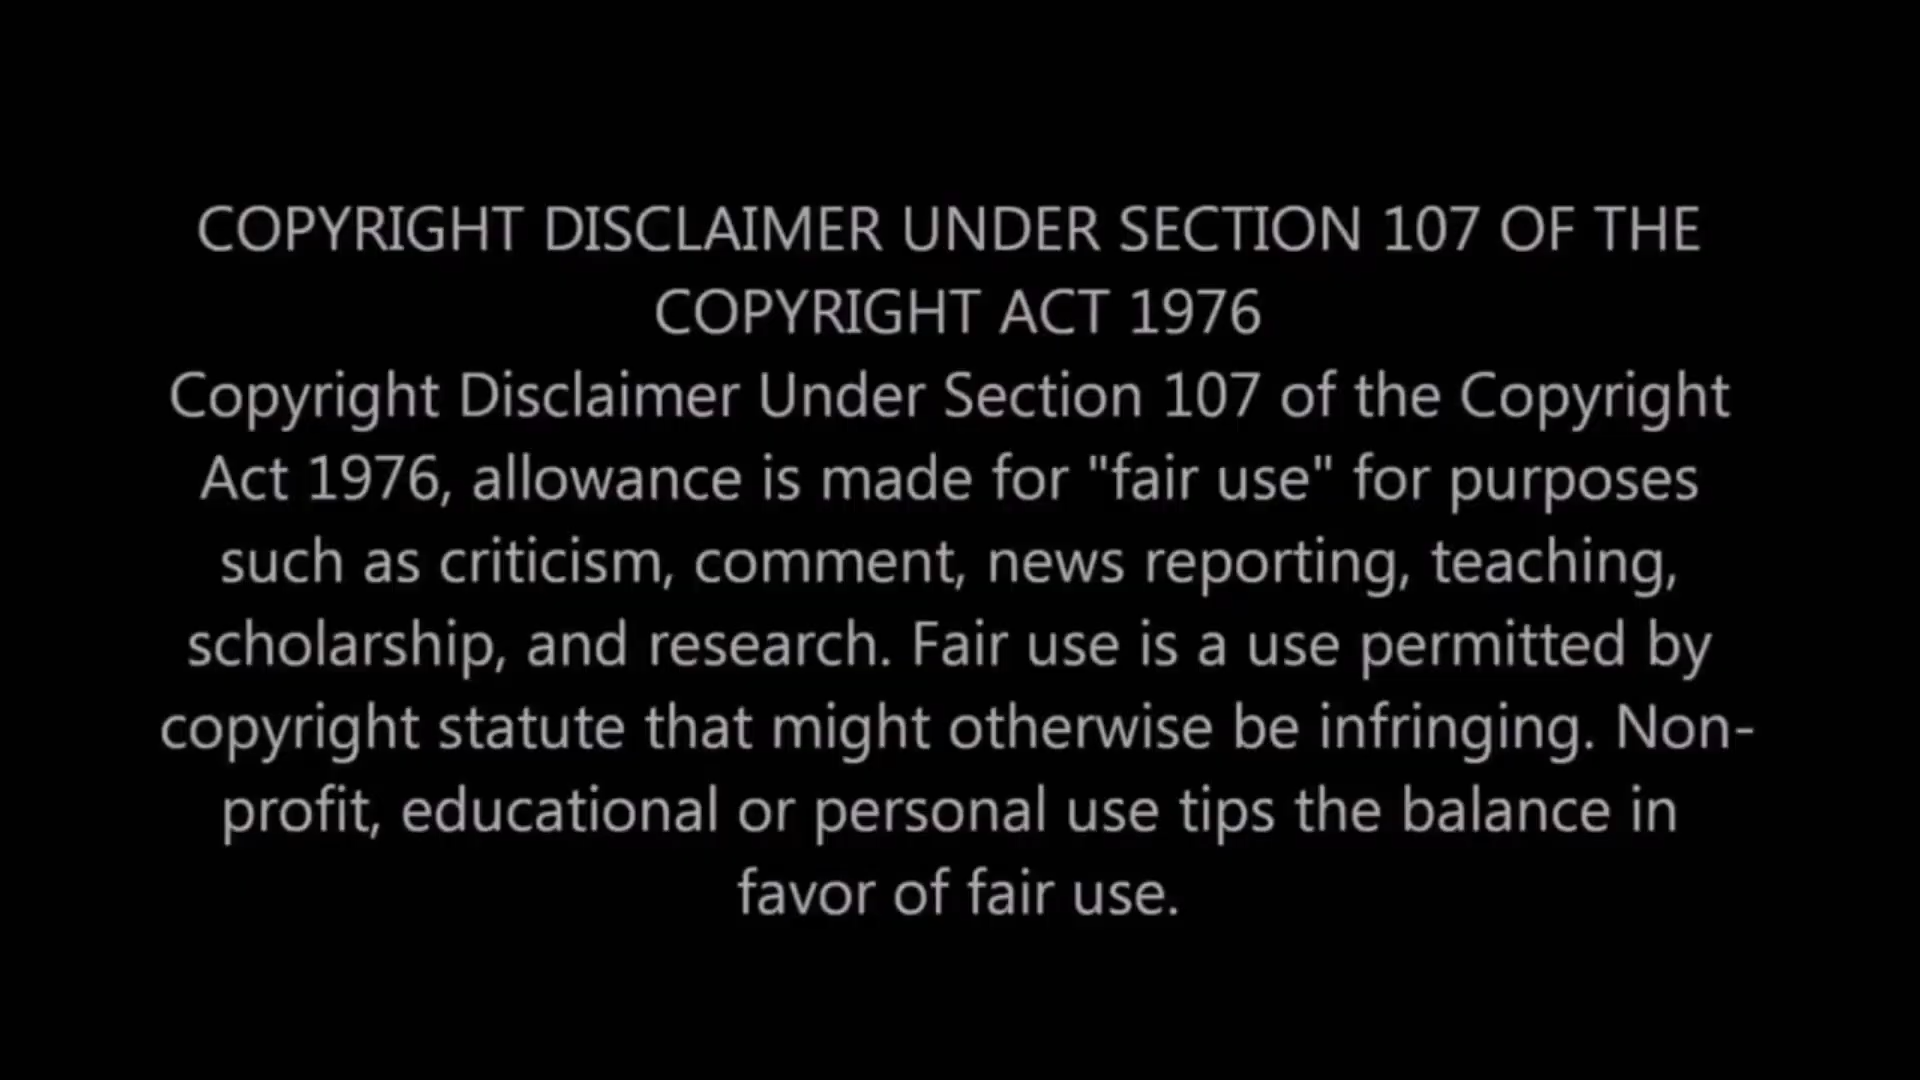 COPYRIGHT DISCLAIMER UNDER SECTION 107 OF THE
COPYRIGHT ACT 1976
Copyright Disclaimer Under Section 107 of the Copyright
Act 1976, allowance is made for "fair use" for purposes
such as criticism, comment, news reporting, teaching,
scholarship, and research. Fair use is a use permitted by
copyright statute that might otherwise be infringing. Non-
profit, educational or personal use tips the balance in
favor of fair use.